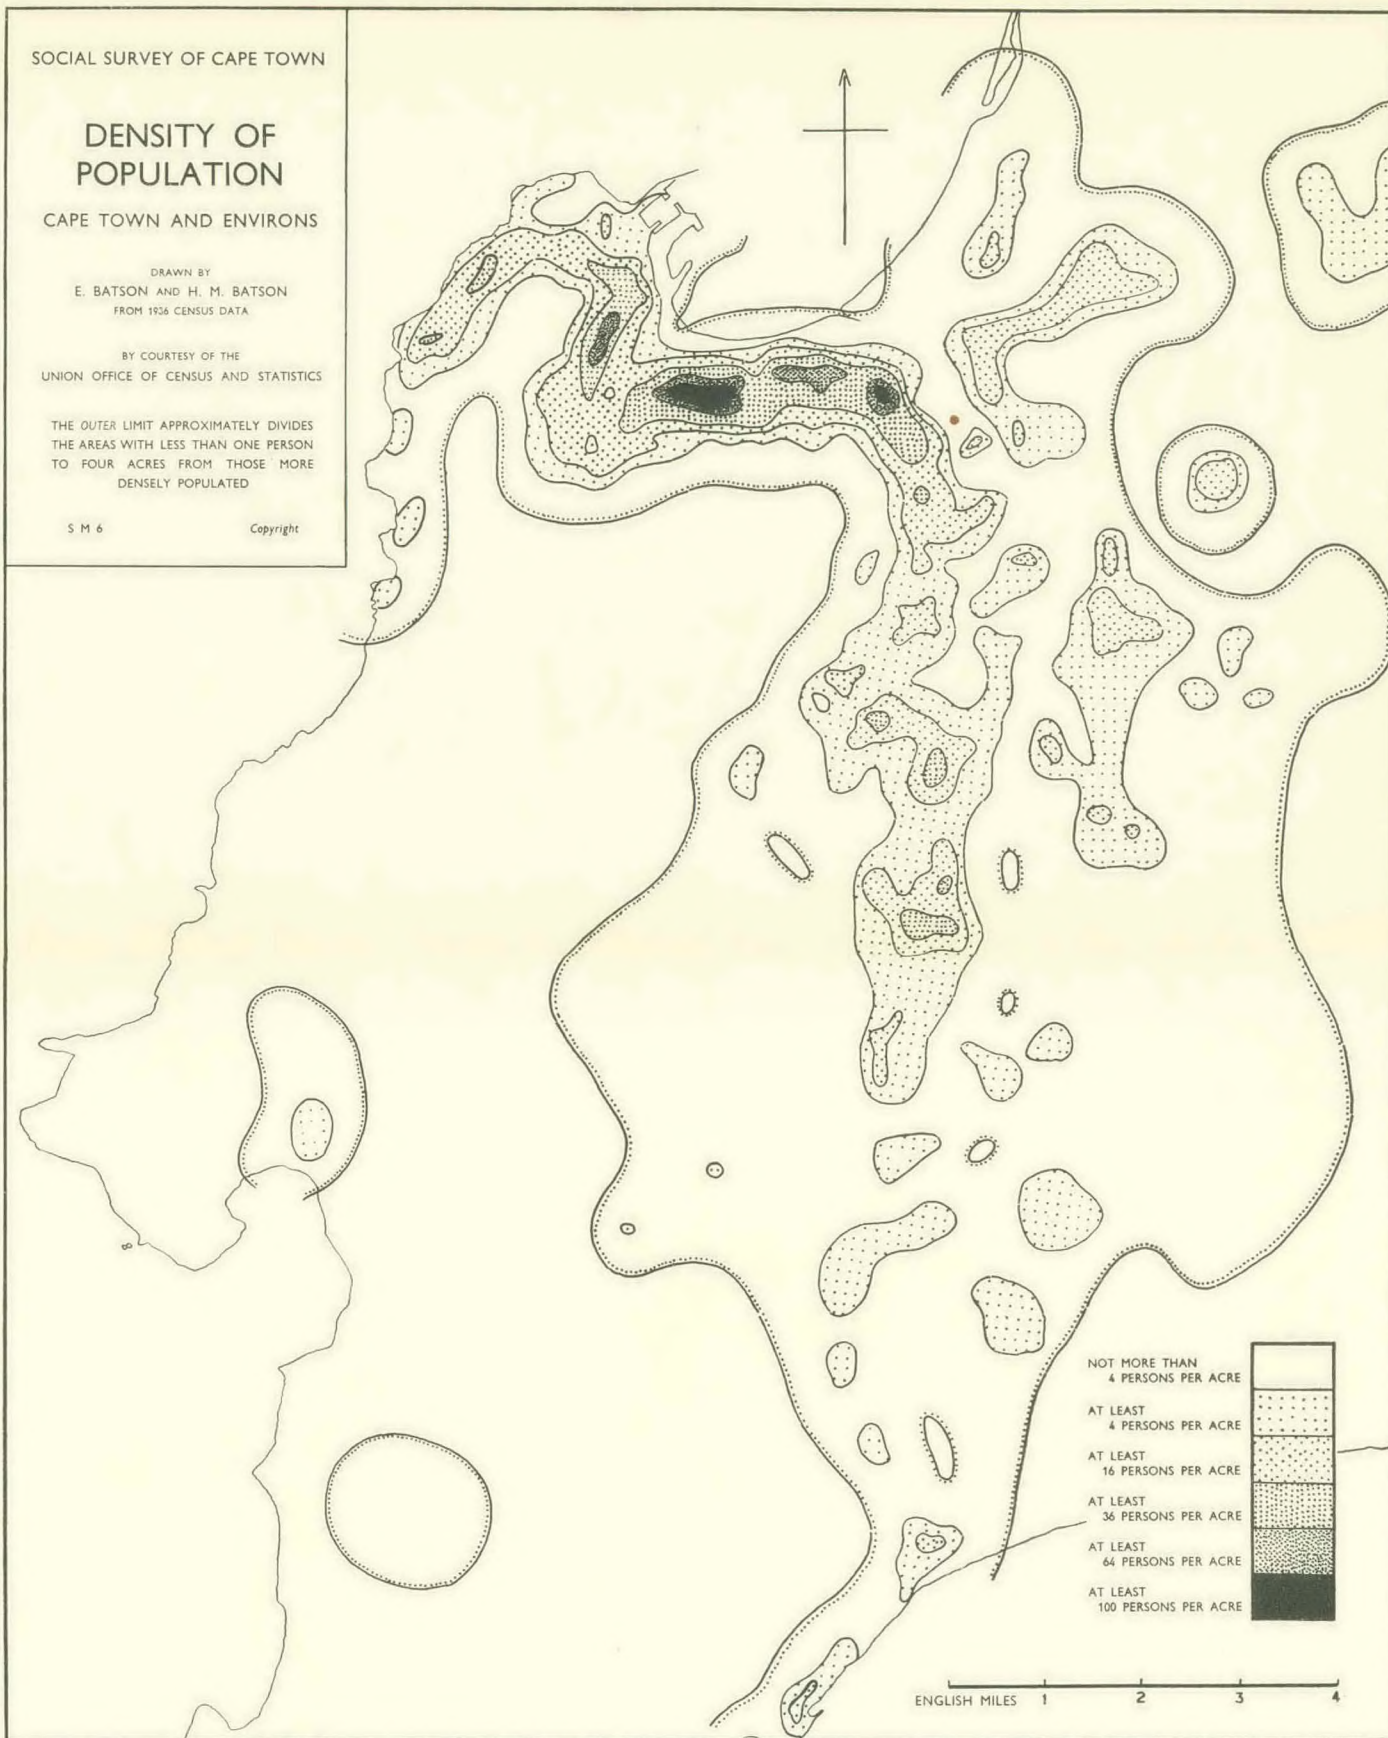 SOCIAL SURVEY OF CAPE TOWN
DENSITY OF
POPULATION
CAPE TOWN AND ENVIRONS
DRAWN BY
E. BATSON AND H. M. BATSON
FROM 1936 CENSUS DATA
BY COURTESY OF THE
UNION OFFICE OF CENSUS AND STATISTICS
THE OUTER LIMIT APPROXIMATELY DIVIDES
THE AREAS WITH LESS THAN ONE PERSON
TO FOUR ACRES FROM THOSE MORE
DENSELY POPULATED
S M 6 Copyright
NOT MORE THAN
4 PERSONS PER ACRE
AT LEAST
4 PERSONS PER ACRE
AT LEAST
16 PERSONS PER ACRE
AT LEAST
36 PERSONS PER ACRE
AT LEAST
64 PERSONS PER ACRE
AT LEAST
100 PERSONS PER ACRE
ENGLISH MILES 1 2 3 4